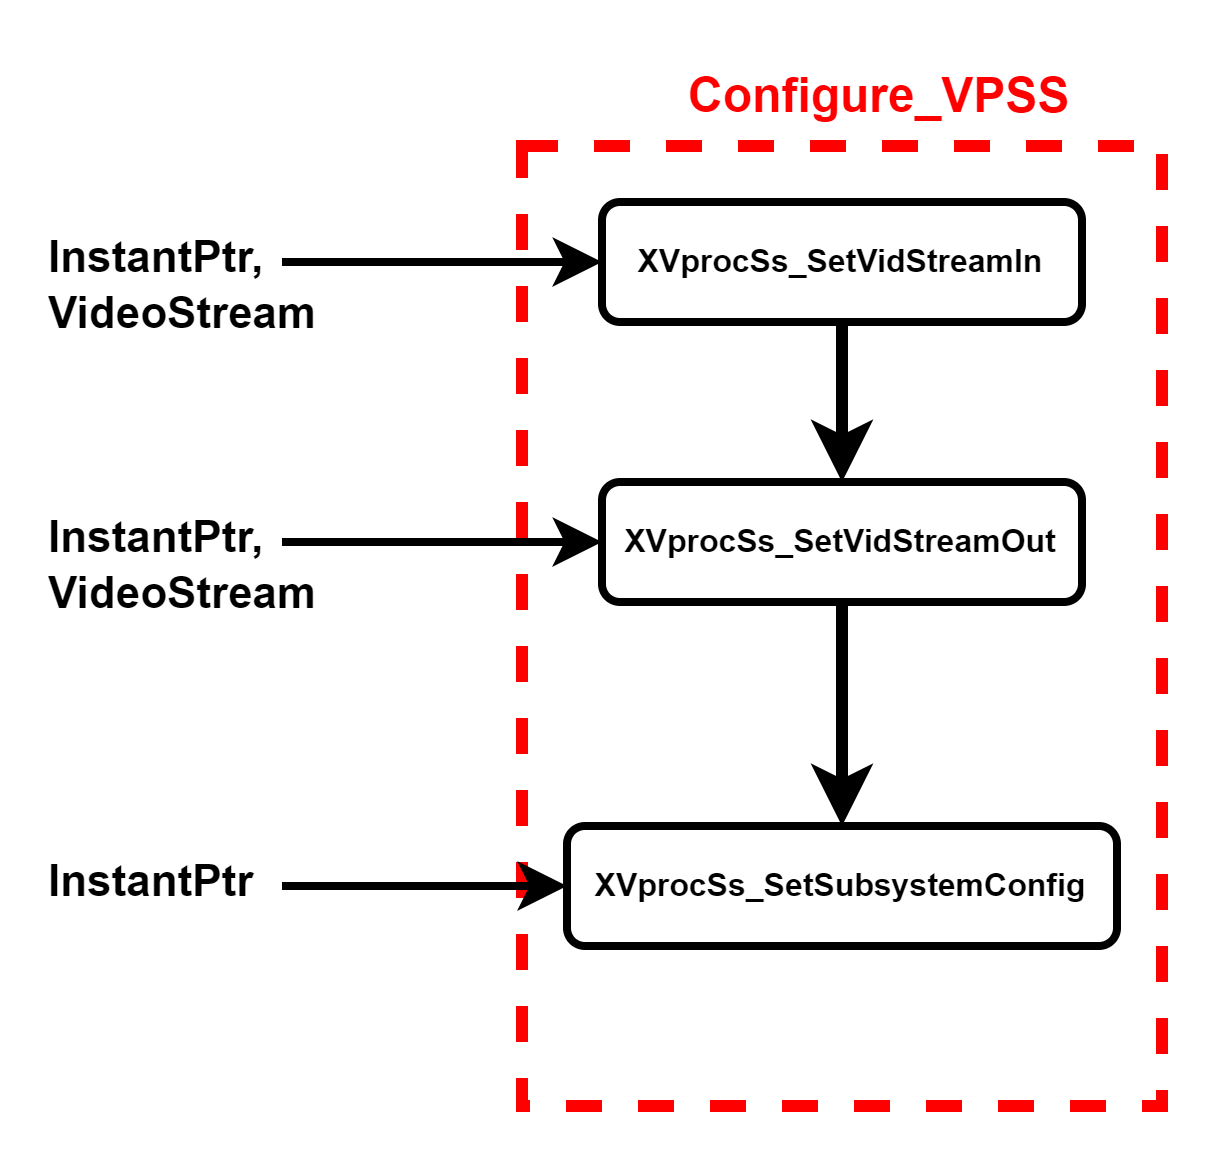 Configure_VPSS
InstantPtr,
VideoStream
XVprocSs_SetVidStreamIn
InstantPtr,
VideoStream
XVprocSs_SetVidStreamOut
InstantPtr
XVprocSs_SetSubsystemConfig